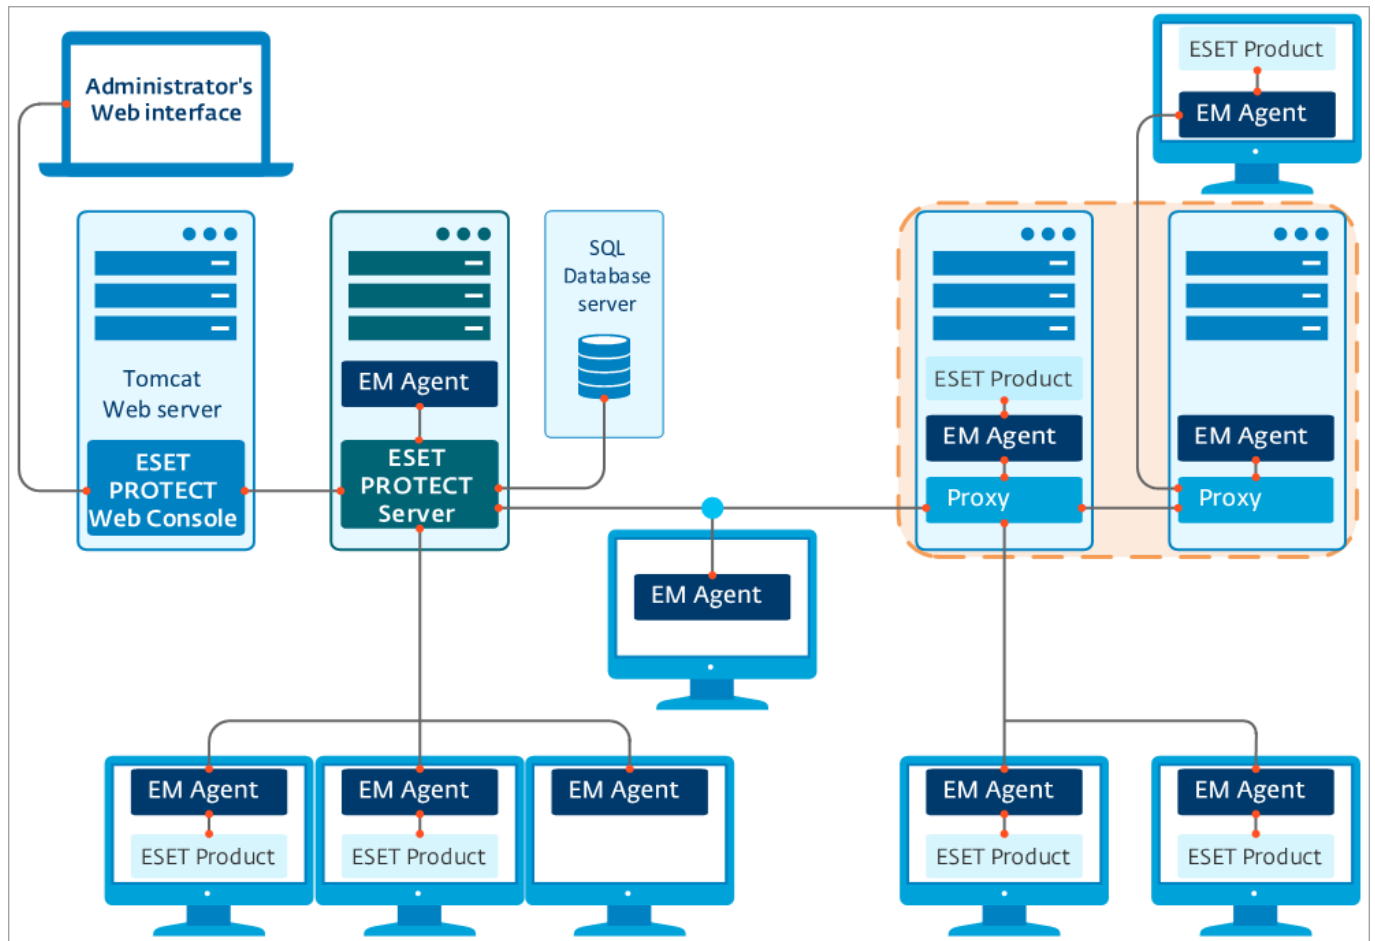 Administrator's
Web interface
ESET Product
EM Agent
Tomcat
Web server
ESET
PROTECT
Web Console
EM Agent
ESET
PROTECT
Server
SQL
Database
server
ESET Product
EM Agent
Proxy
EM Agent
Proxy
EM Agent
EM Agent
ESET Product
EM Agent
ESET Product
EM Agent
EM Agent
ESET Product
EM Agent
ESET Product